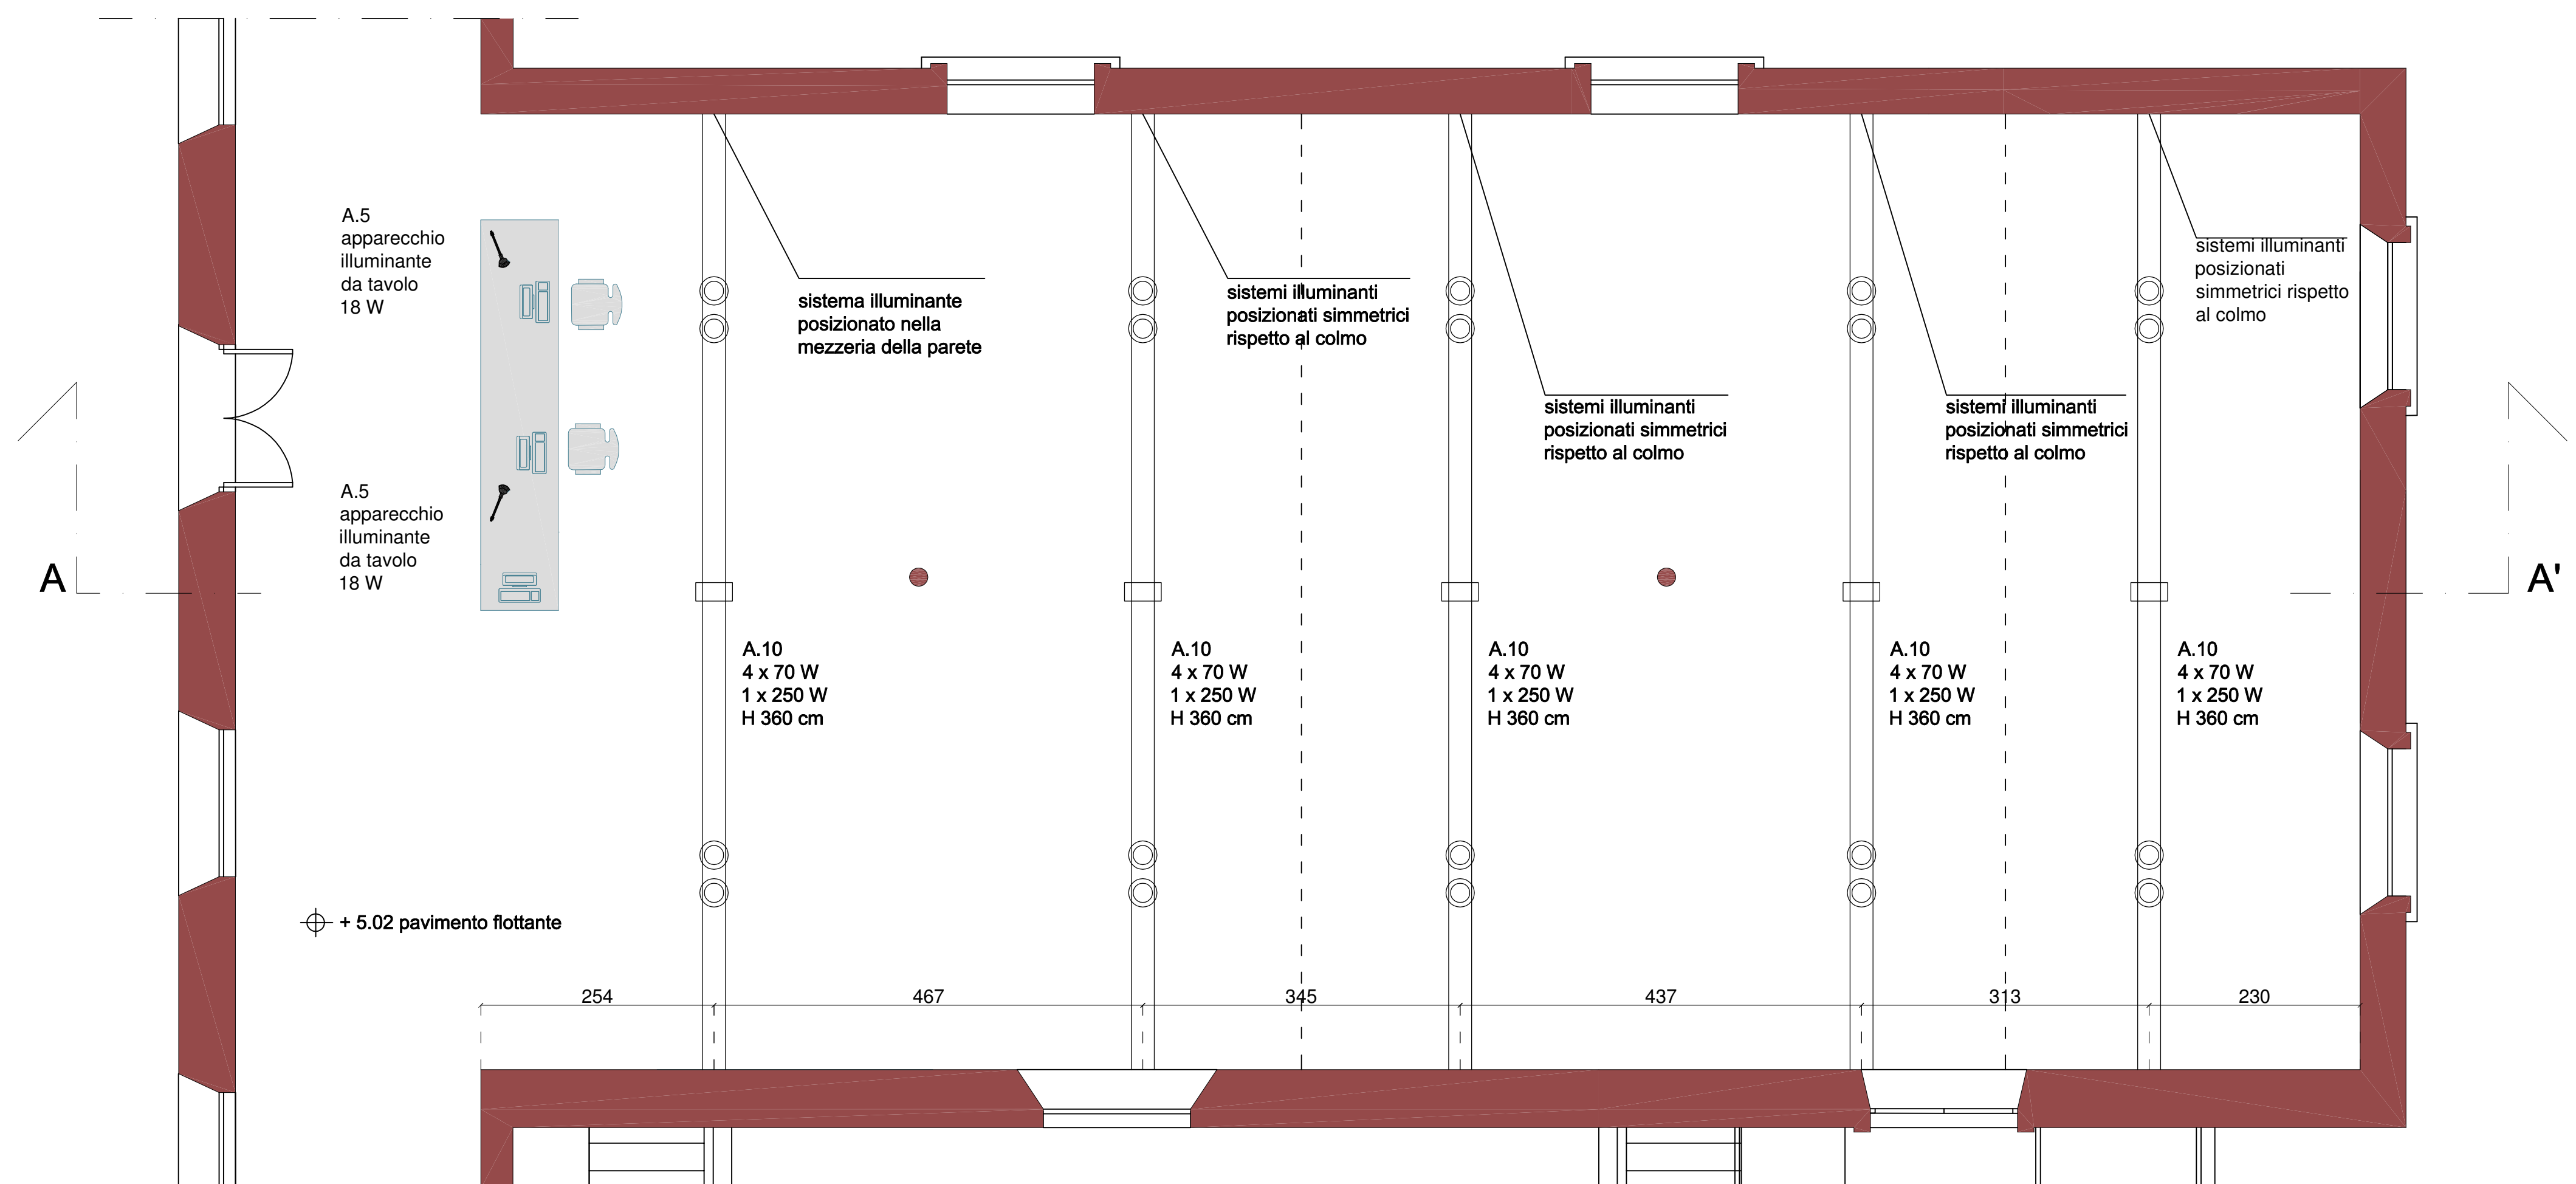 A.5
apparecchio
illuminante
da tavolo
18 W
sistema illuminante
posizionato nella
mezzeria della parete
sistemi illuminanti
posizionati simmetrici
rispetto al colmo
sistemi illuminanti
posizionati simmetrici
rispetto al colmo
sistemi illuminanti
posizionati simmetrici
rispetto al colmo
sistemi illuminanti
posizionati
simmetrici rispetto
al colmo
A.5
apparecchio
illuminante
da tavolo
18 W
A
A'
A.10
4 x 70 W
1 x 250 W
H 360 cm
A.10
4 x 70 W
1 x 250 W
H 360 cm
A.10
4 x 70 W
1 x 250 W
H 360 cm
A.10
4 x 70 W
1 x 250 W
H 360 cm
A.10
4 x 70 W
1 x 250 W
H 360 cm
+ 5.02 pavimento flottante
254 467 345 437 313 230